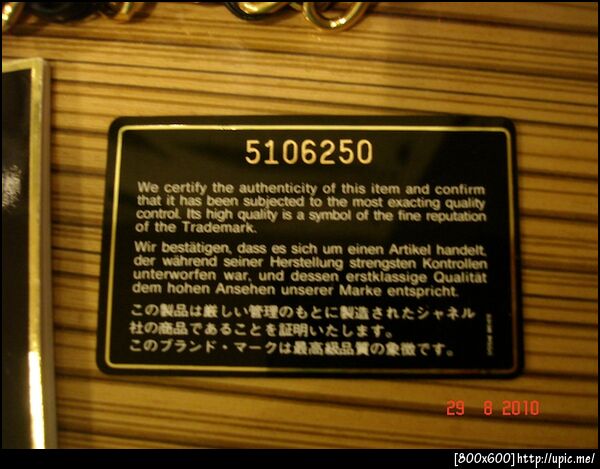 5106250
We certify the authenticity of this item and confirm
that it has been subjected to the most exacting quality
control. Its high quality is a symbol of the fine reputation
of the Trademark.
Wir bestätigen, dass es sich um einen Artikel handelt,
der während seiner Herstellung strengsten Kontrollen
unterworfen war, und dessen erstklassige Qualität
dem hohen Ansehen unserer Marke entspricht.
この製品は厳しい管理のもとに製造されたシャネル
社の商品であることを証明いたします。
このブランド・マークは最高級品質の象徴です。
29 8 2010
[800x600]http://upic.me/